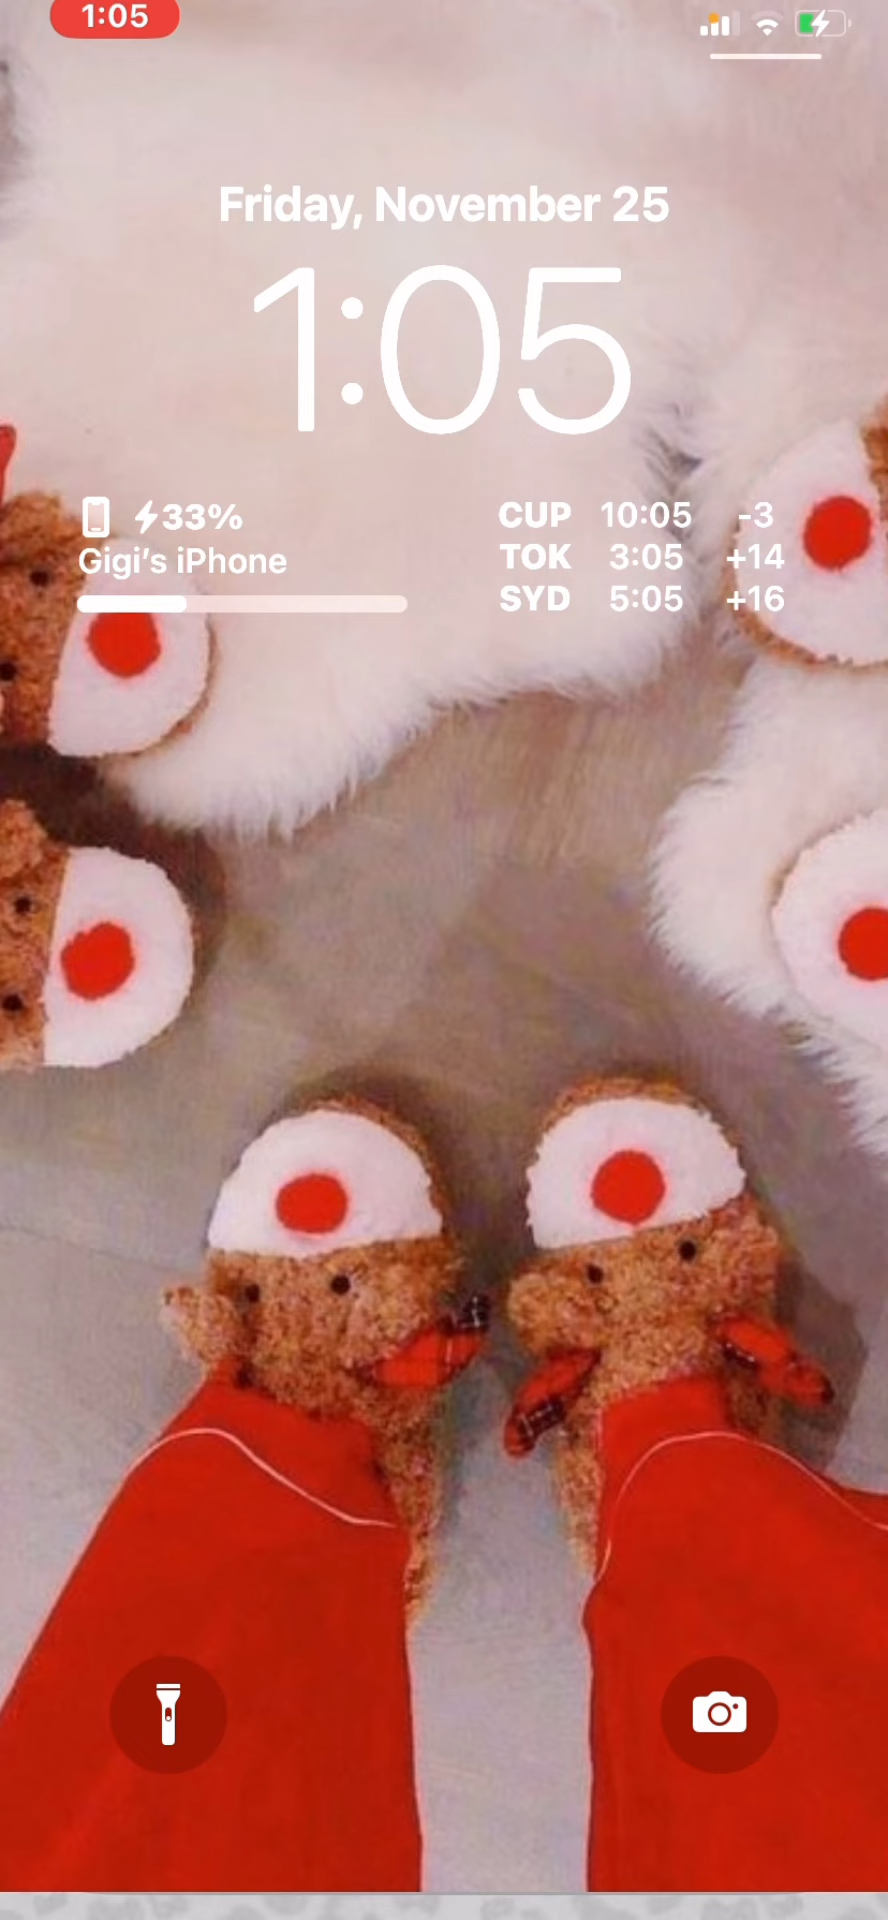 1:05
Friday, November 25
1:05
33%
Gigi's iPhone
CUP 10:05 -3
TOK 3:05 +14
SYD 5:05 +16